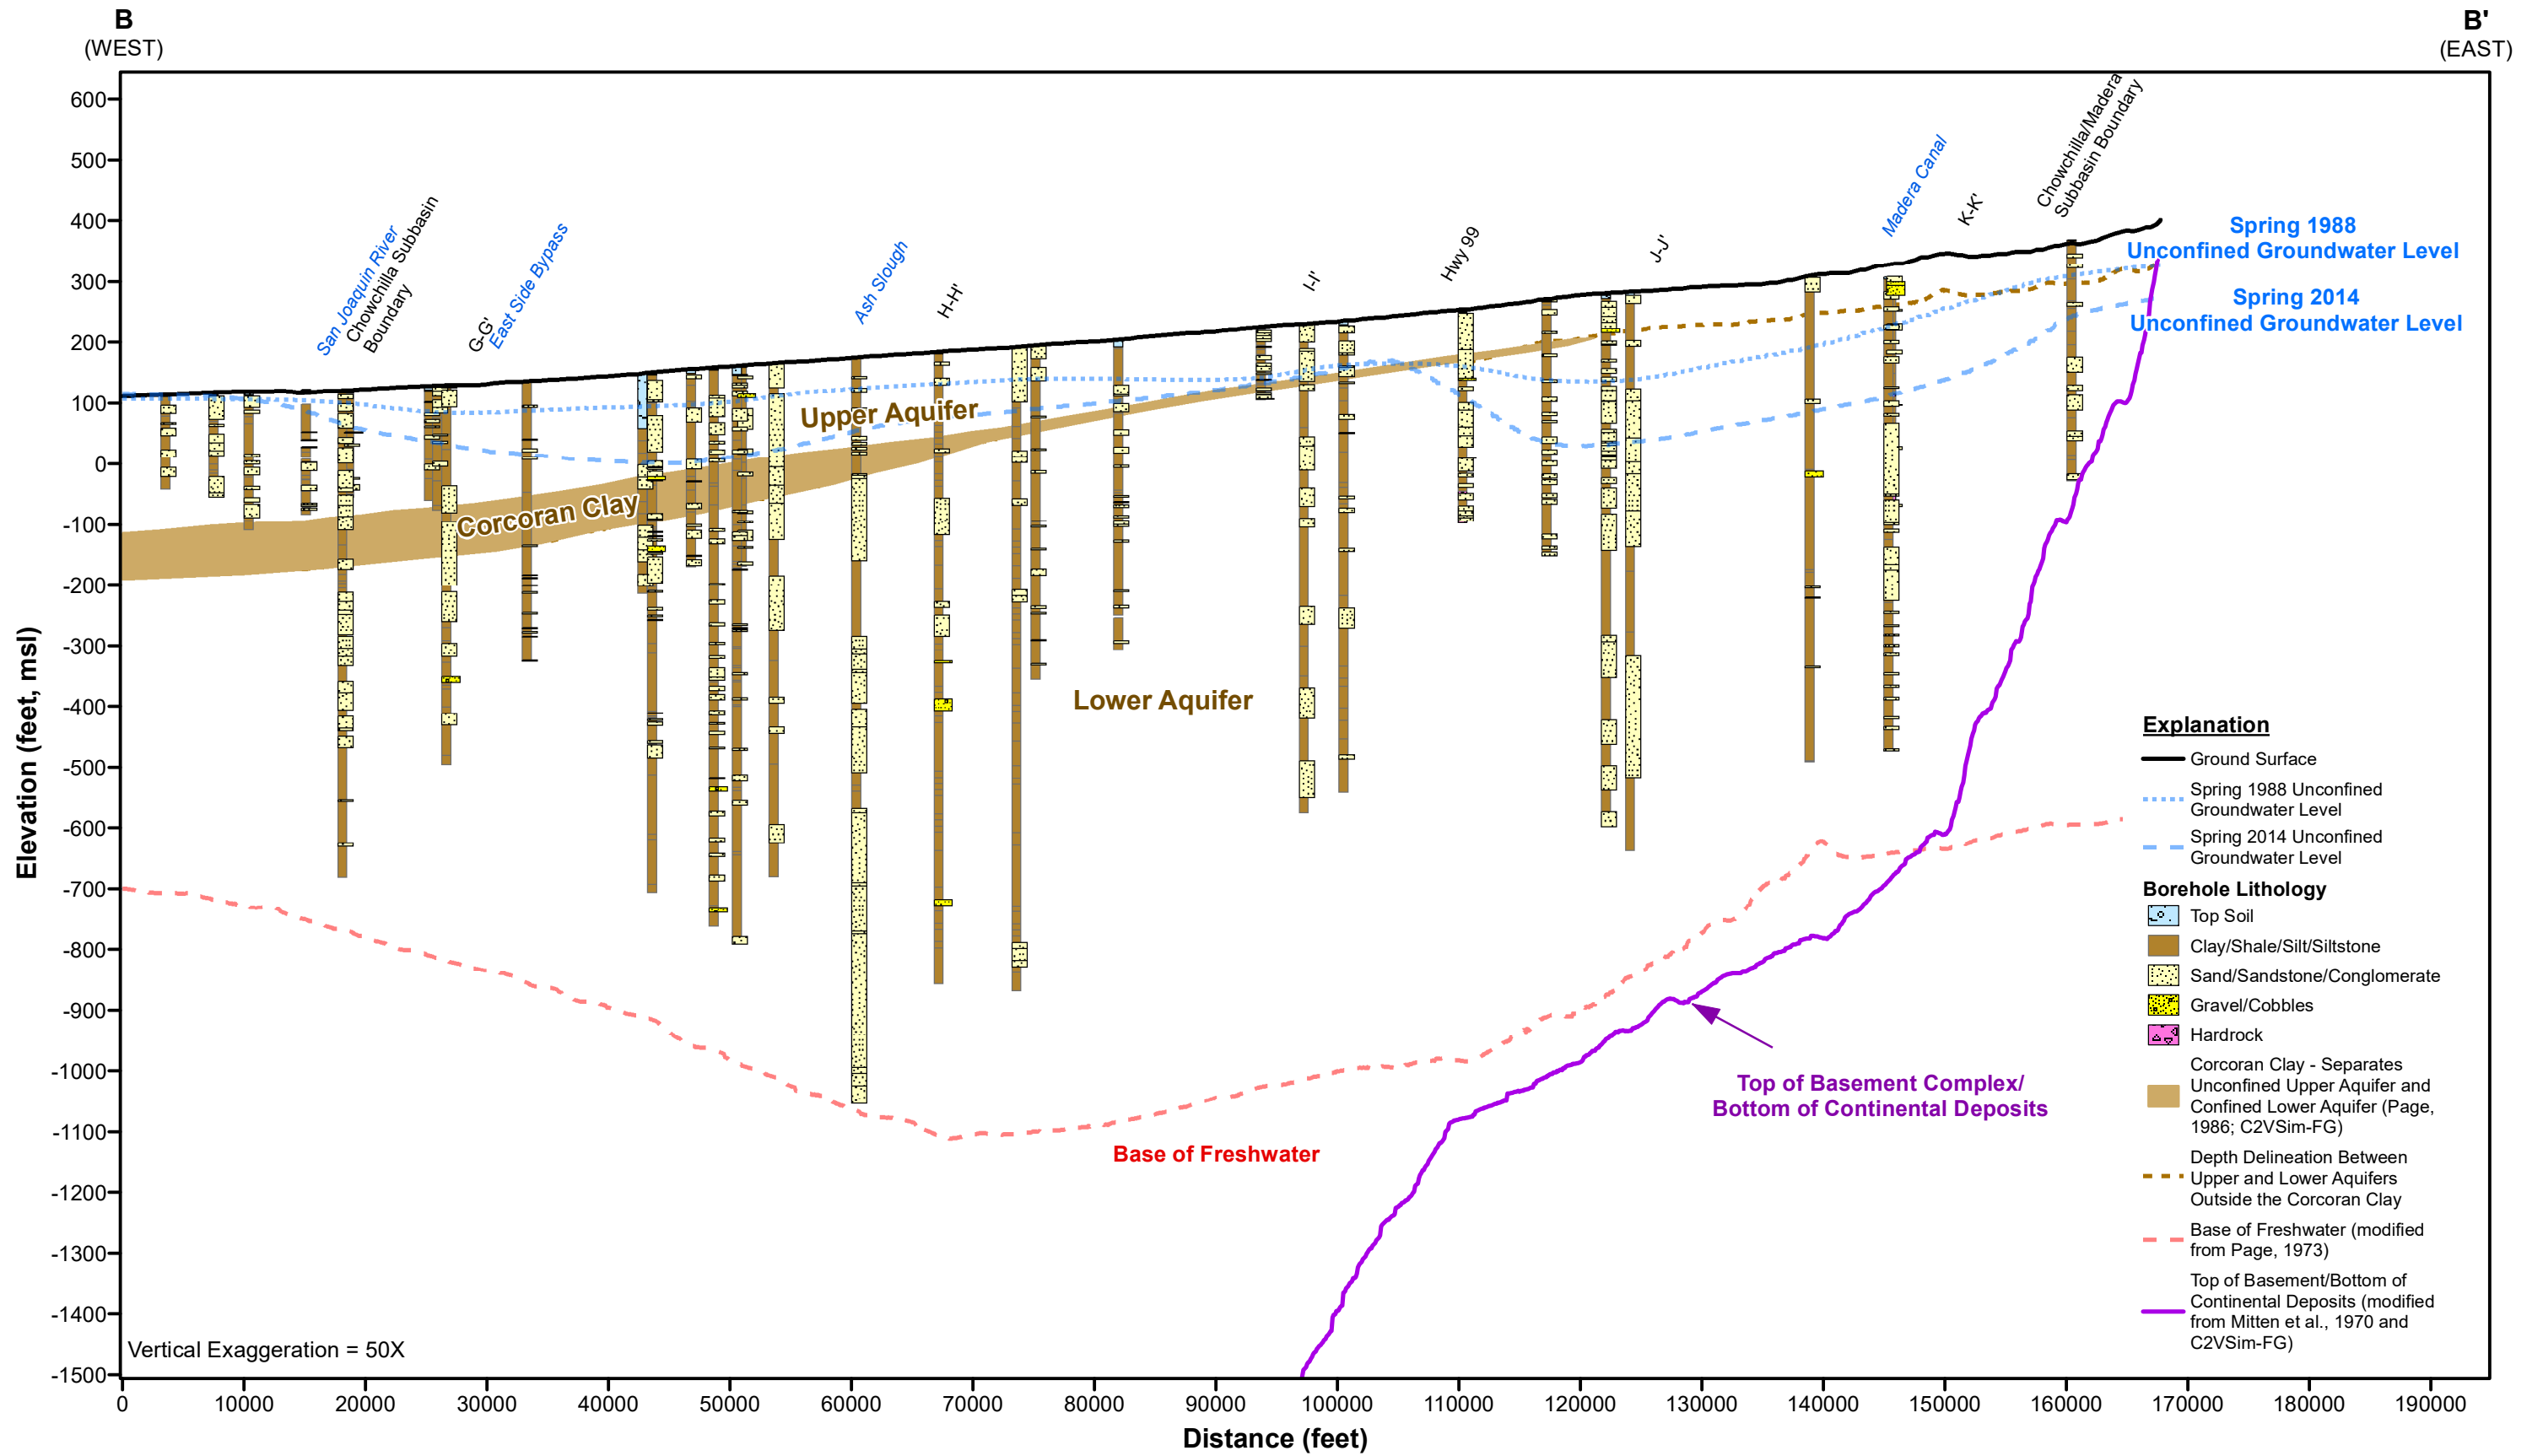 B
(WEST)
B'
(EAST)
San Joaquin River
Chowchilla Subbasin
Boundary
G-G'
East Side Bypass
Ash Slough
H-H'
I-I'
Hwy 99
J-J'
Madera Canal
K-K'
Chowchilla/Madera
Subbasin Boundary
Spring 1988
Unconfined Groundwater Level
Spring 2014
Unconfined Groundwater Level
Upper Aquifer
Corcoran Clay
Lower Aquifer
Top of Basement Complex/
Bottom of Continental Deposits
Base of Freshwater
Vertical Exaggeration = 50X
Elevation (feet, msl)
600
500
400
300
200
100
0
-100
-200
-300
-400
-500
-600
-700
-800
-900
-1000
-1100
-1200
-1300
-1400
-1500
0
10000
20000
30000
40000
50000
60000
70000
80000
90000
100000
110000
120000
130000
140000
150000
160000
170000
180000
190000
Distance (feet)
Explanation
Ground Surface
Spring 1988 Unconfined
Groundwater Level
Spring 2014 Unconfined
Groundwater Level
Borehole Lithology
Top Soil
Clay/Shale/Silt/Siltstone
Sand/Sandstone/Conglomerate
Gravel/Cobbles
Hardrock
Corcoran Clay - Separates
Unconfined Upper Aquifer and
Confined Lower Aquifer (Page,
1986; C2VSim-FG)
Depth Delineation Between
Upper and Lower Aquifers
Outside the Corcoran Clay
Base of Freshwater (modified
from Page, 1973)
Top of Basement/Bottom of
Continental Deposits (modified
from Mitten et al., 1970 and
C2VSim-FG)